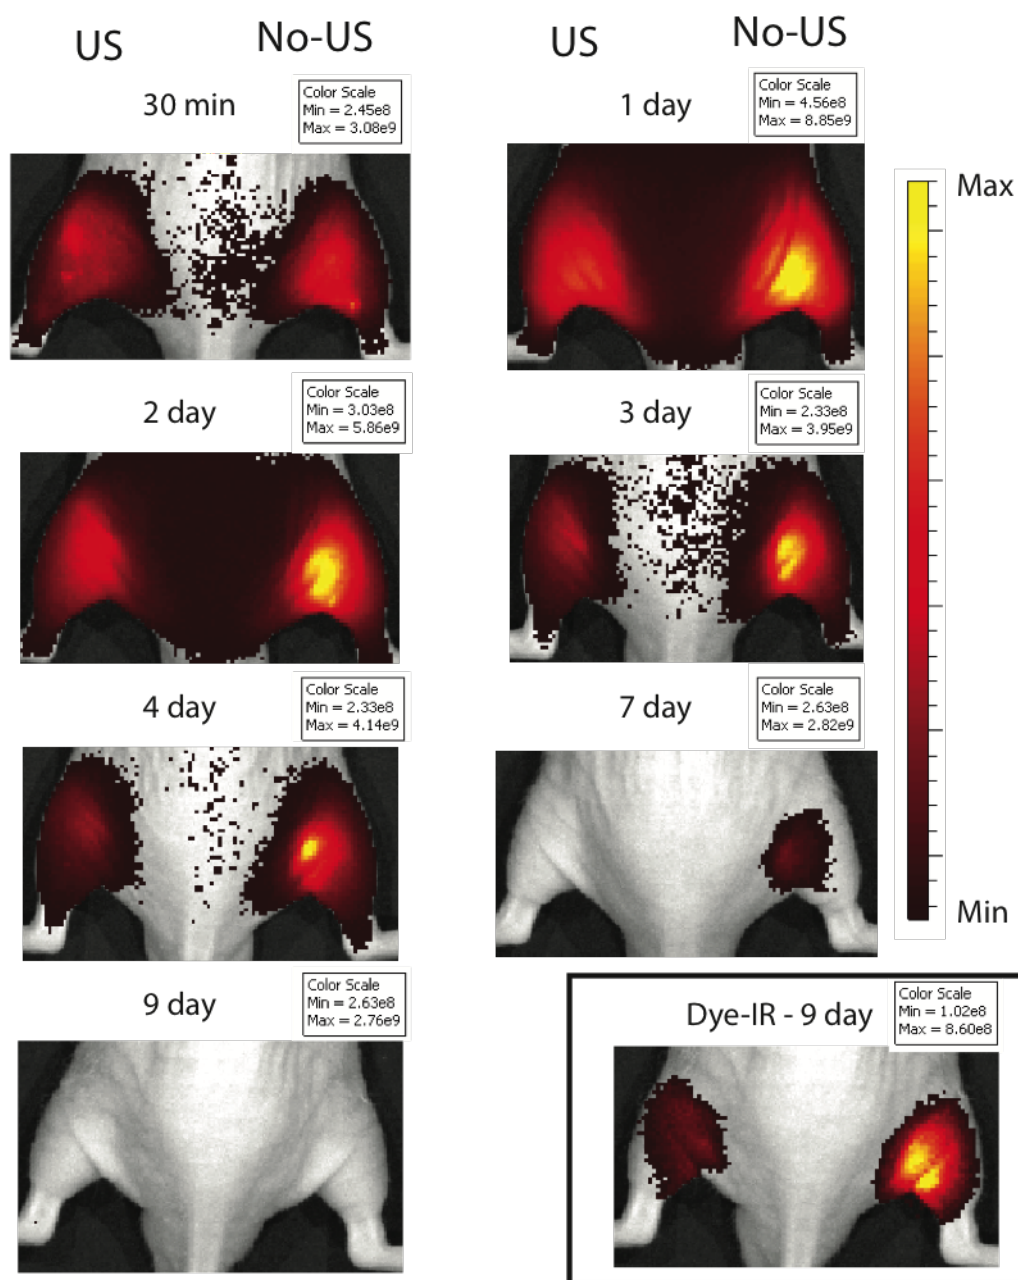 US
No-US
US
No-US
30 min
Color Scale
Min = 2.45e8
Max = 3.08e9
1 day
Color Scale
Min = 4.56e8
Max = 8.85e9
Max
2 day
Color Scale
Min = 3.03e8
Max = 5.86e9
3 day
Color Scale
Min = 2.33e8
Max = 3.95e9
4 day
Color Scale
Min = 2.33e8
Max = 4.14e9
7 day
Color Scale
Min = 2.63e8
Max = 2.82e9
Min
9 day
Color Scale
Min = 2.63e8
Max = 2.76e9
Dye-IR - 9 day
Color Scale
Min = 1.02e8
Max = 8.60e8